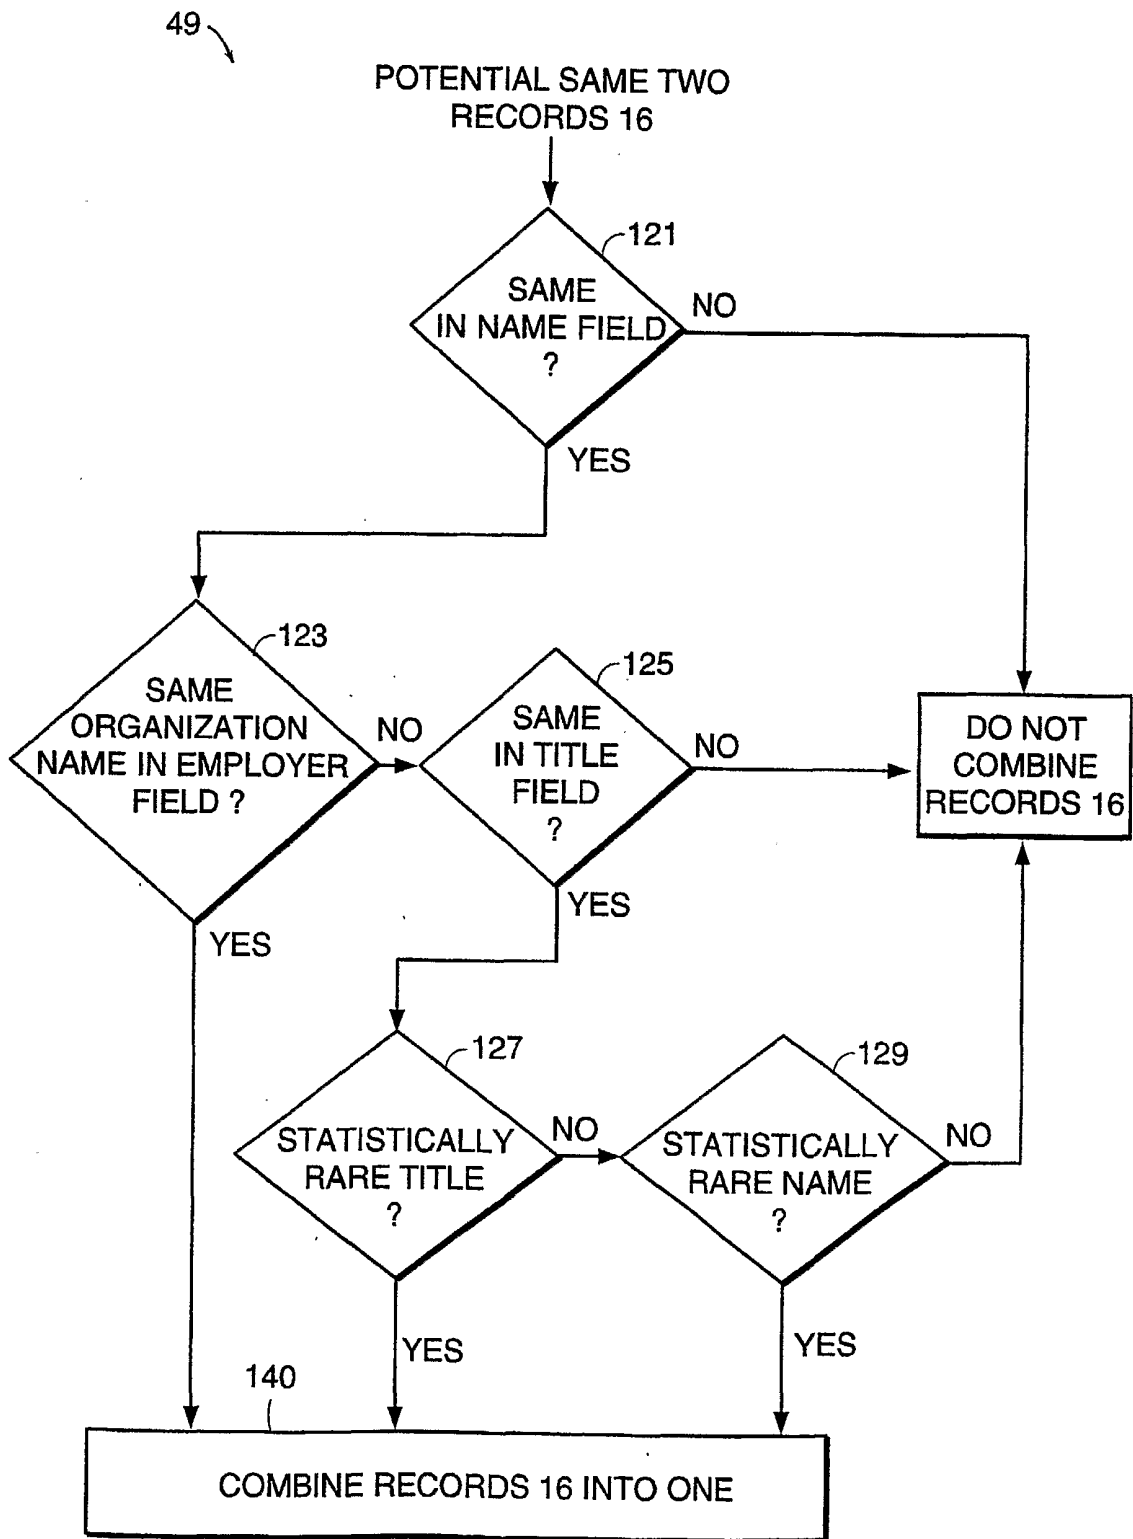 49
POTENTIAL SAME TWO
RECORDS 16
121
SAME
IN NAME FIELD
?
NO
YES
123
SAME
ORGANIZATION
NAME IN EMPLOYER
FIELD ?
NO
YES
125
SAME
IN TITLE
FIELD
?
NO
YES
DO NOT
COMBINE
RECORDS 16
127
STATISTICALLY
RARE TITLE
?
NO
YES
129
STATISTICALLY
RARE NAME
?
NO
YES
140
COMBINE RECORDS 16 INTO ONE